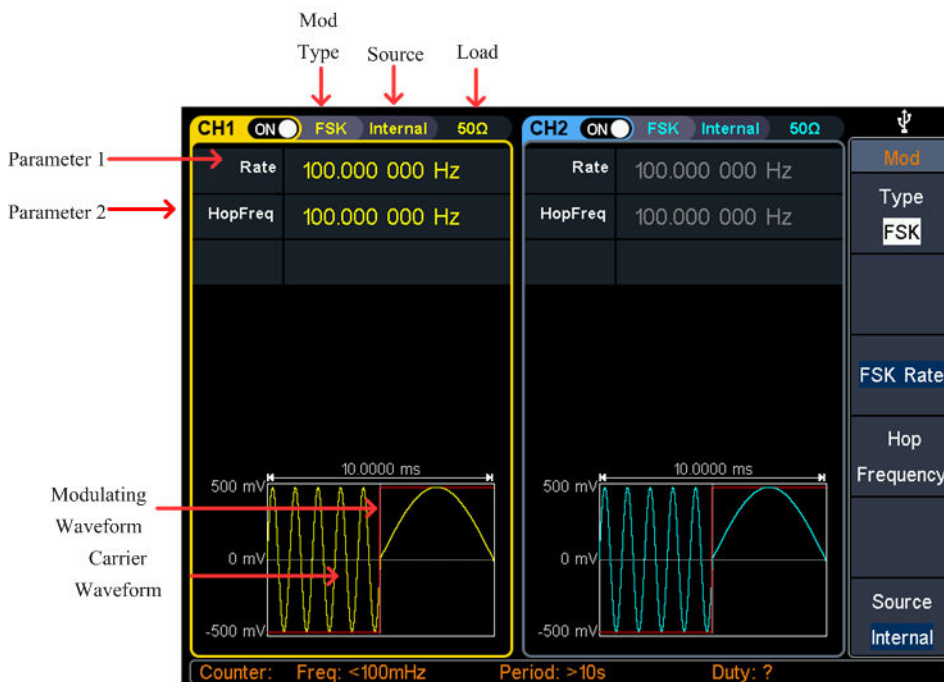 Mod
Type
Source
Load
CH1 ON FSK Internal 50Ω
CH2 ON FSK Internal 50Ω
Parameter 1
Rate 100.000 000 Hz
Rate 100.000 000 Hz
Mod
Parameter 2
HopFreq 100.000 000 Hz
HopFreq 100.000 000 Hz
Type
FSK
FSK Rate
Hop
Frequency
10.0000 ms
500 mV
0 mV
-500 mV
10.0000 ms
500 mV
0 mV
-500 mV
Modulating
Waveform
Carrier
Waveform
Source
Internal
Counter: Freq: <100mHz Period: >10s Duty: ?